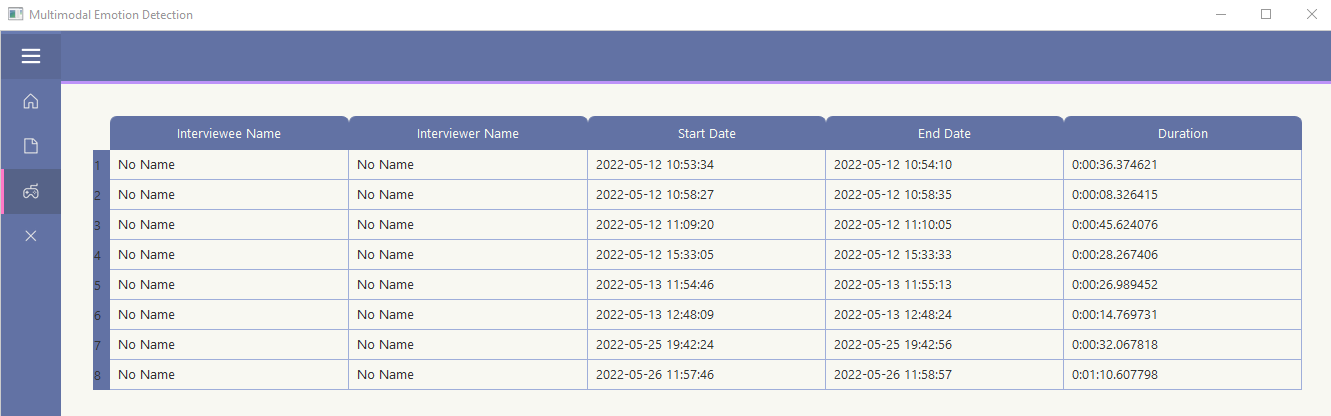 Multimodal Emotion Detection
Interviewee Name Interviewer Name Start Date End Date Duration
1 No Name No Name 2022-05-12 10:53:34 2022-05-12 10:54:10 0:00:36.374621
2 No Name No Name 2022-05-12 10:58:27 2022-05-12 10:58:35 0:00:08.326415
3 No Name No Name 2022-05-12 11:09:20 2022-05-12 11:10:05 0:00:45.624076
4 No Name No Name 2022-05-12 15:33:05 2022-05-12 15:33:33 0:00:28.267406
5 No Name No Name 2022-05-13 11:54:46 2022-05-13 11:55:13 0:00:26.989452
6 No Name No Name 2022-05-13 12:48:09 2022-05-13 12:48:24 0:00:14.769731
7 No Name No Name 2022-05-25 19:42:24 2022-05-25 19:42:56 0:00:32.067818
8 No Name No Name 2022-05-26 11:57:46 2022-05-26 11:58:57 0:01:10.607798